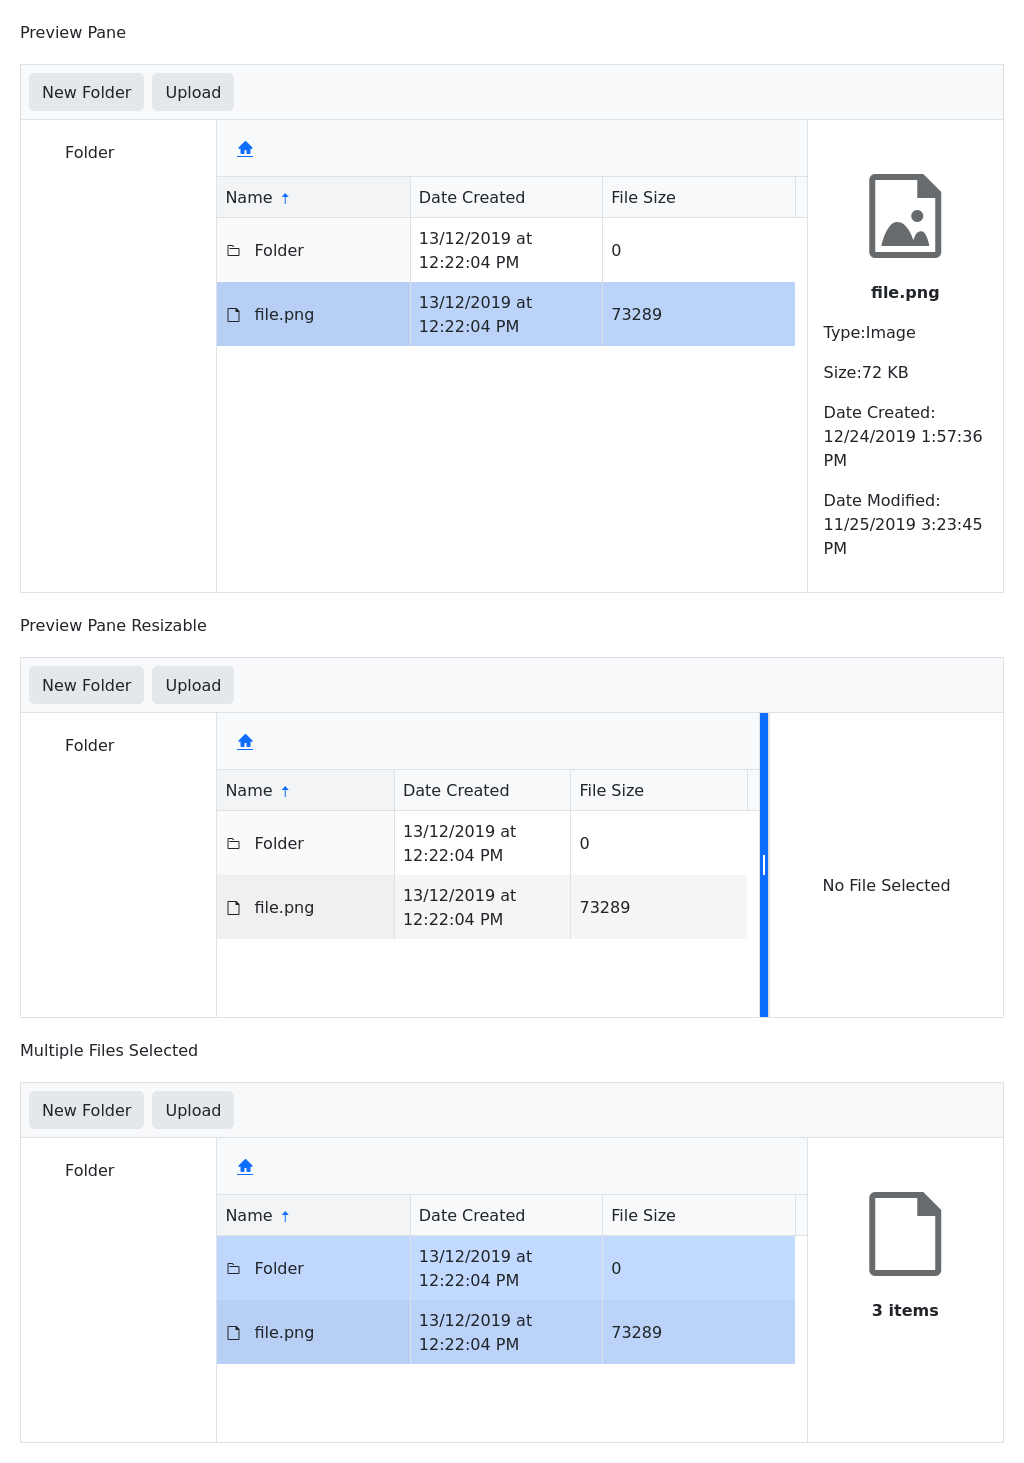 Preview Pane
New Folder Upload
Folder
Name Date Created File Size
Folder 13/12/2019 at 12:22:04 PM 0
file.png 13/12/2019 at 12:22:04 PM 73289
file.png
Type:Image
Size:72 KB
Date Created:
12/24/2019 1:57:36
PM
Date Modified:
11/25/2019 3:23:45
PM
Preview Pane Resizable
New Folder Upload
Folder
Name Date Created File Size
Folder 13/12/2019 at 12:22:04 PM 0
file.png 13/12/2019 at 12:22:04 PM 73289
No File Selected
Multiple Files Selected
New Folder Upload
Folder
Name Date Created File Size
Folder 13/12/2019 at 12:22:04 PM 0
file.png 13/12/2019 at 12:22:04 PM 73289
3 items